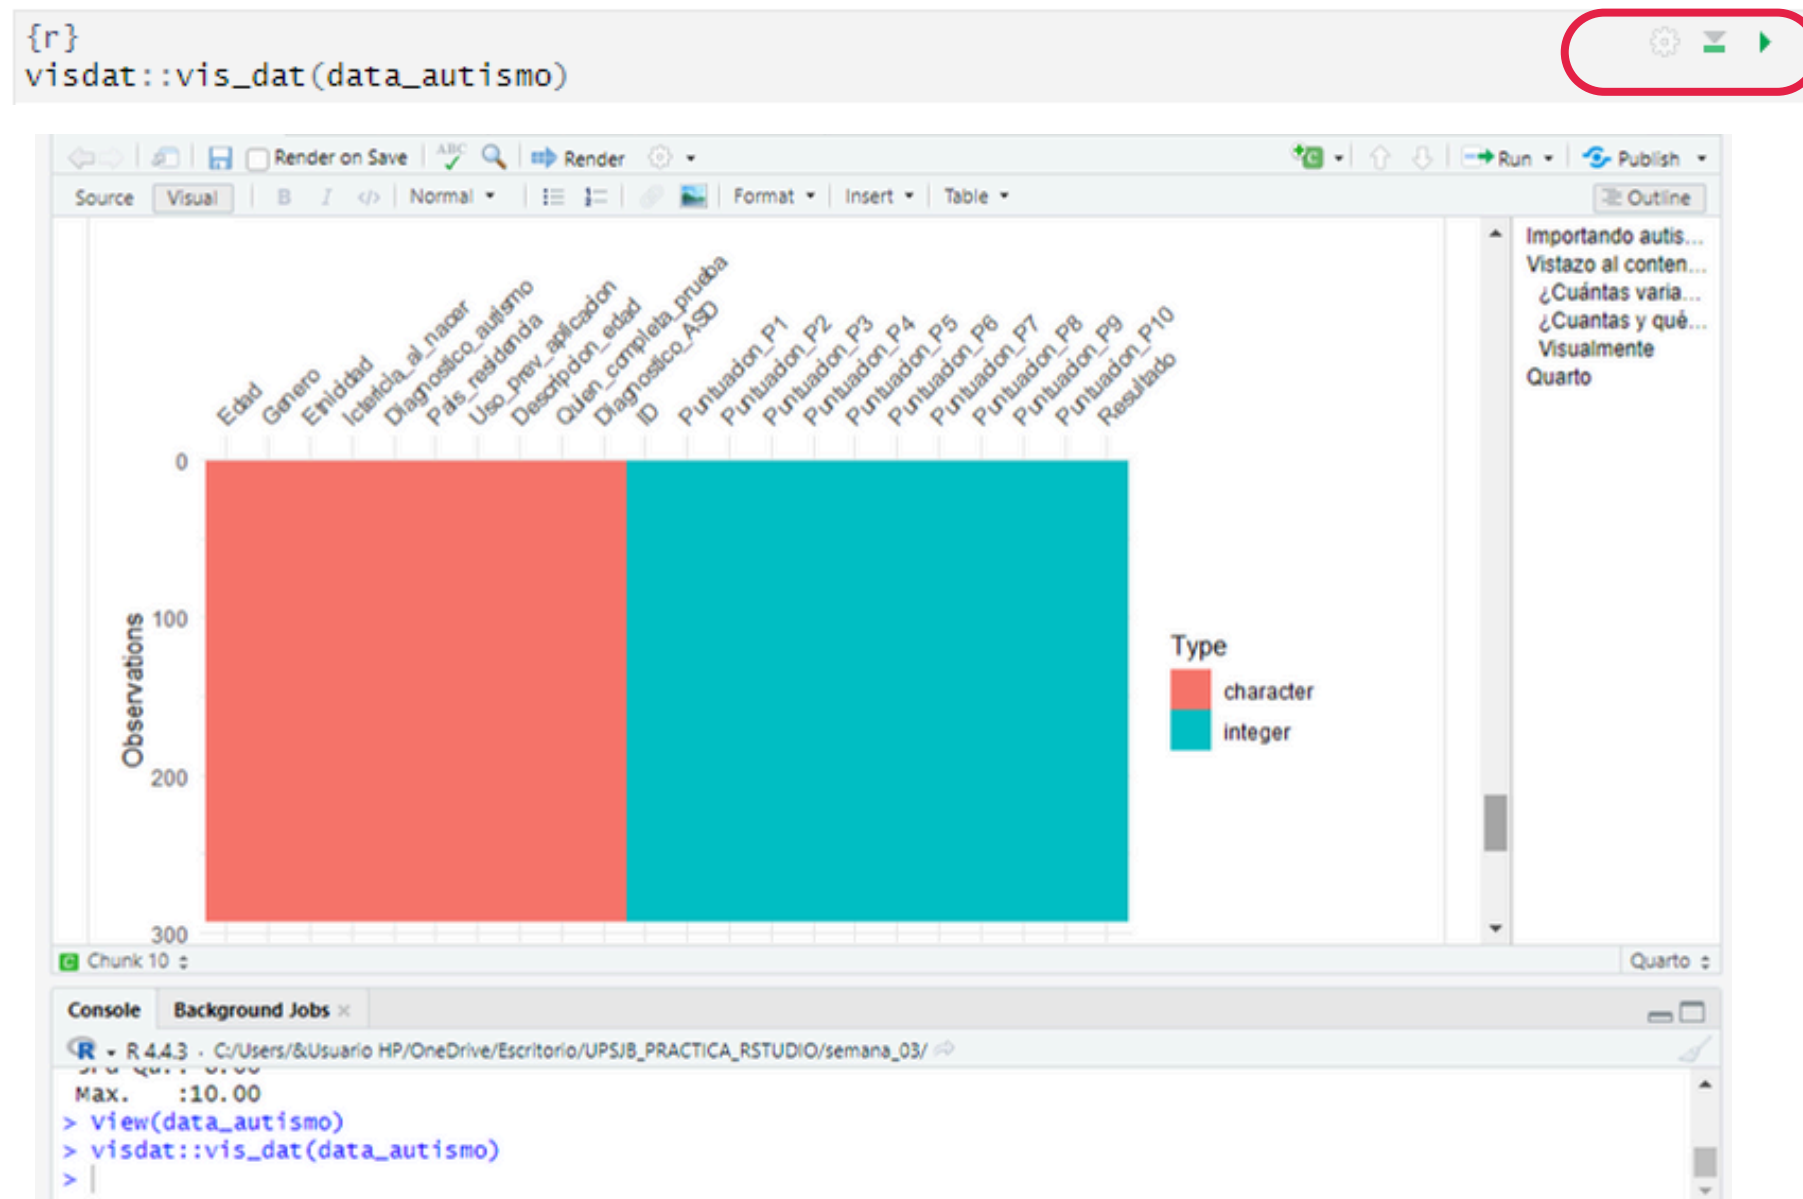 {r}
visdat::vis_dat(data_autismo)
Render on Save ABC Render Run Publish
Source Visual B I </> Normal Format Insert Table Outline
Importando autis...
Vistazo al conten...
¿Cuántas varia...
¿Cuantas y qué...
Visualmente
Quarto
Edad
Genero
Etnicidad
Ictericia_al_nacer
Diagnostico_autismo
Pais_residencia
Uso_prev_aplicacion
Descripcion_edad
Quien_completa_prueba
Diagnostico_ASD
ID
Puntuacion_P1
Puntuacion_P2
Puntuacion_P3
Puntuacion_P4
Puntuacion_P5
Puntuacion_P6
Puntuacion_P7
Puntuacion_P8
Puntuacion_P9
Puntuacion_P10
Resultado
0
100
200
300
Observations
Type
character
integer
Chunk 10 Quarto
Console Background Jobs
R R 4.4.3 · C:/Users/&Usuario HP/OneDrive/Escritorio/UPSJB_PRACTICA_RSTUDIO/semana_03/
Max. :10.00
> View(data_autismo)
> visdat::vis_dat(data_autismo)
>